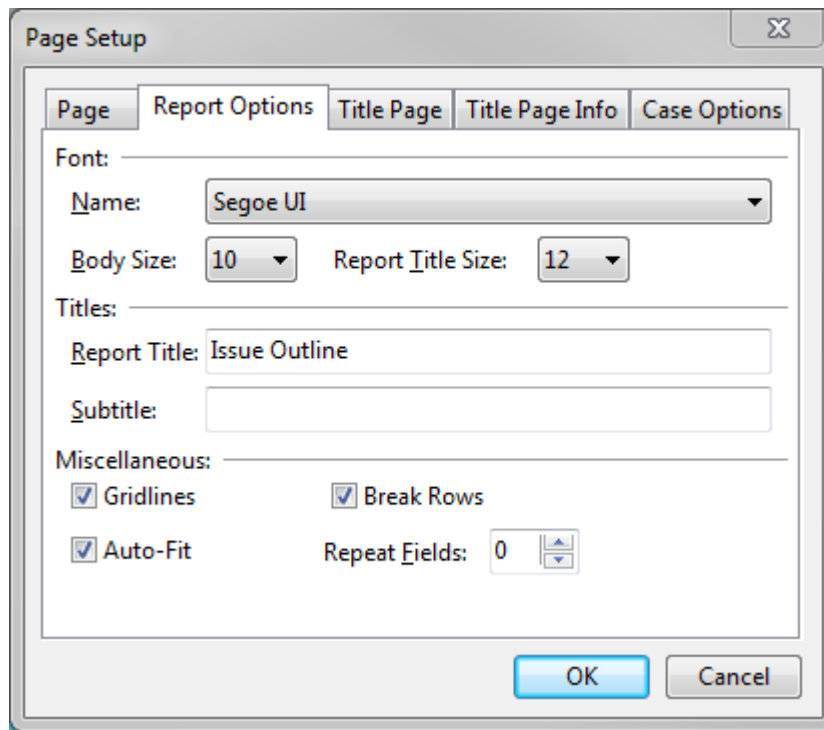 Page Setup
Page Report Options Title Page Title Page Info Case Options
Font:
Name: Segoe UI
Body Size: 10 Report Title Size: 12
Titles:
Report Title: Issue Outline
Subtitle:
Miscellaneous:
Gridlines Break Rows
Auto-Fit Repeat Fields: 0
OK Cancel